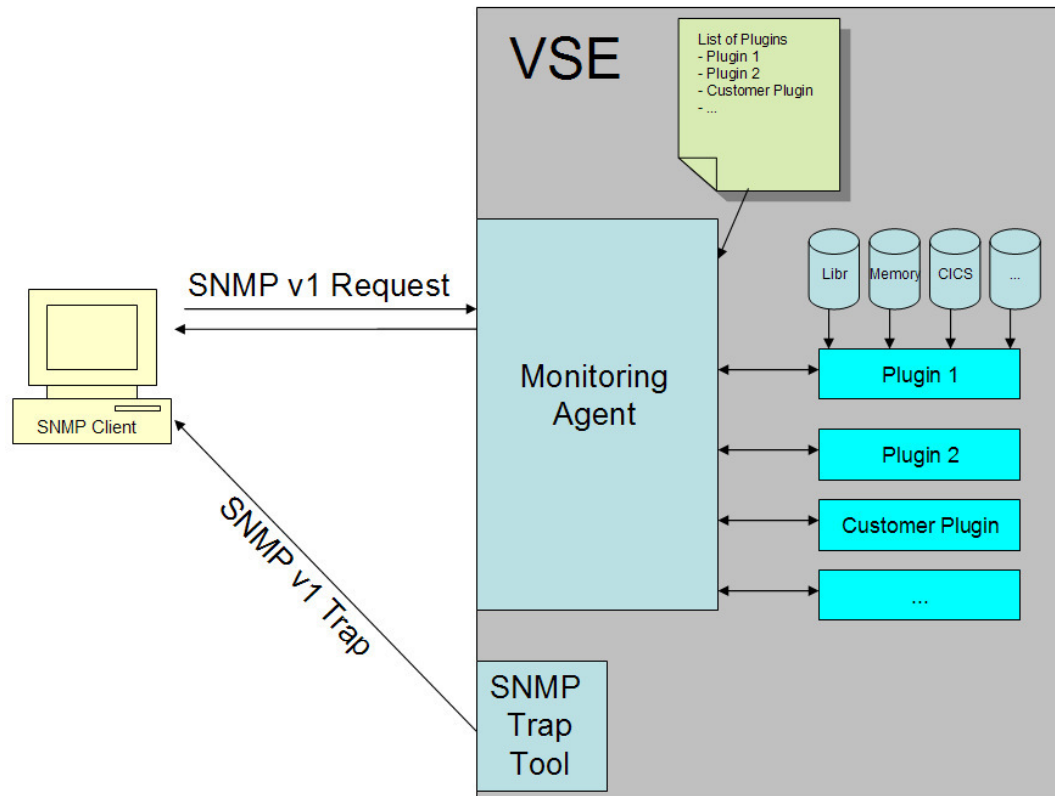 VSE
List of Plugins
- Plugin 1
- Plugin 2
- Customer Plugin
- ...
SNMP v1 Request
SNMP Client
Monitoring
Agent
Libr
Memory
CICS
...
Plugin 1
Plugin 2
Customer Plugin
...
SNMP v1 Trap
SNMP
Trap
Tool